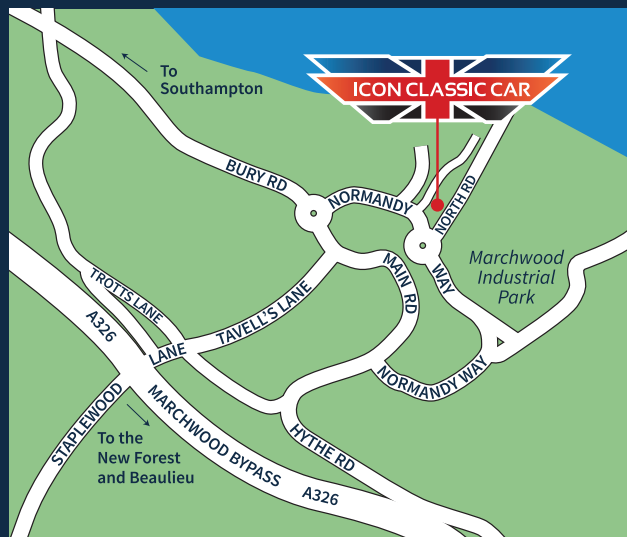 To
Southampton
ICON CLASSIC CAR
BURY RD
NORMANDY
NORTH RD
WAY
MAIN RD
Marchwood
Industrial
Park
TROTTS LANE
A326
TAVELL'S LANE
LANE
NORMANDY WAY
STAPLEWOOD
MARCHWOOD BYPASS
A326
HYTHE RD
To the
New Forest
and Beaulieu